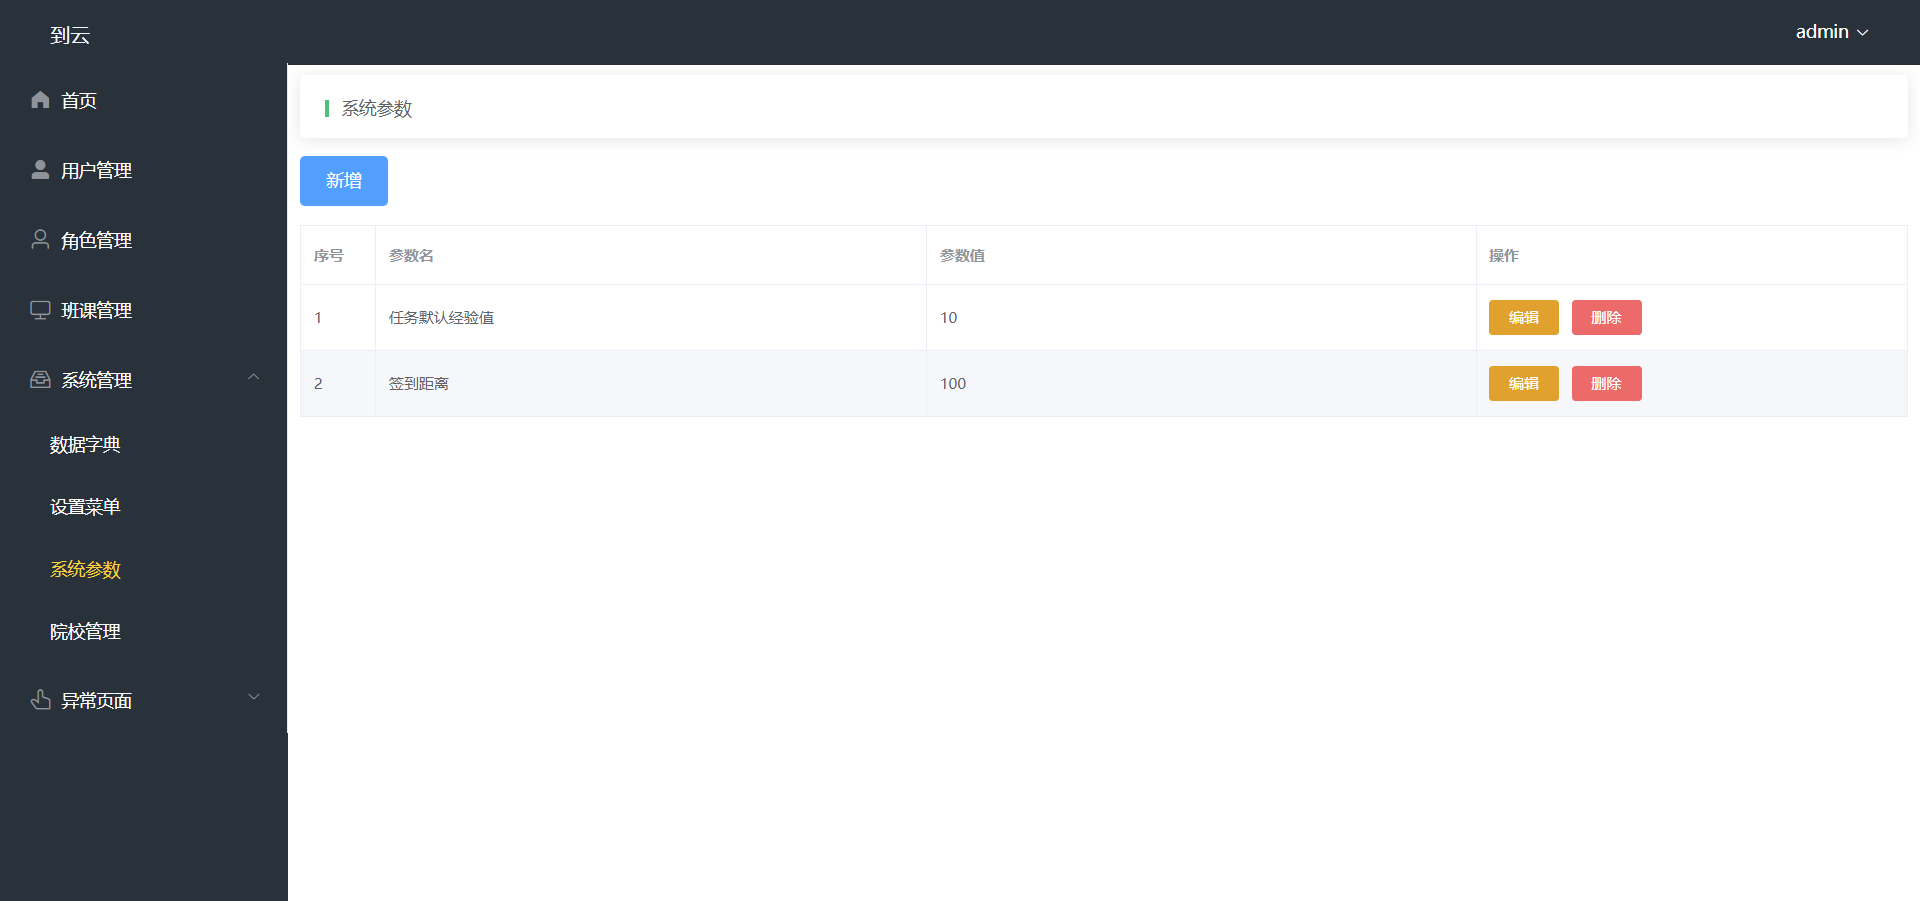 到云
admin
首页
用户管理
角色管理
班课管理
系统管理
数据字典
设置菜单
系统参数
院校管理
异常页面
系统参数
新增
序号 参数名 参数值 操作
1 任务默认经验值 10 编辑 删除
2 签到距离 100 编辑 删除